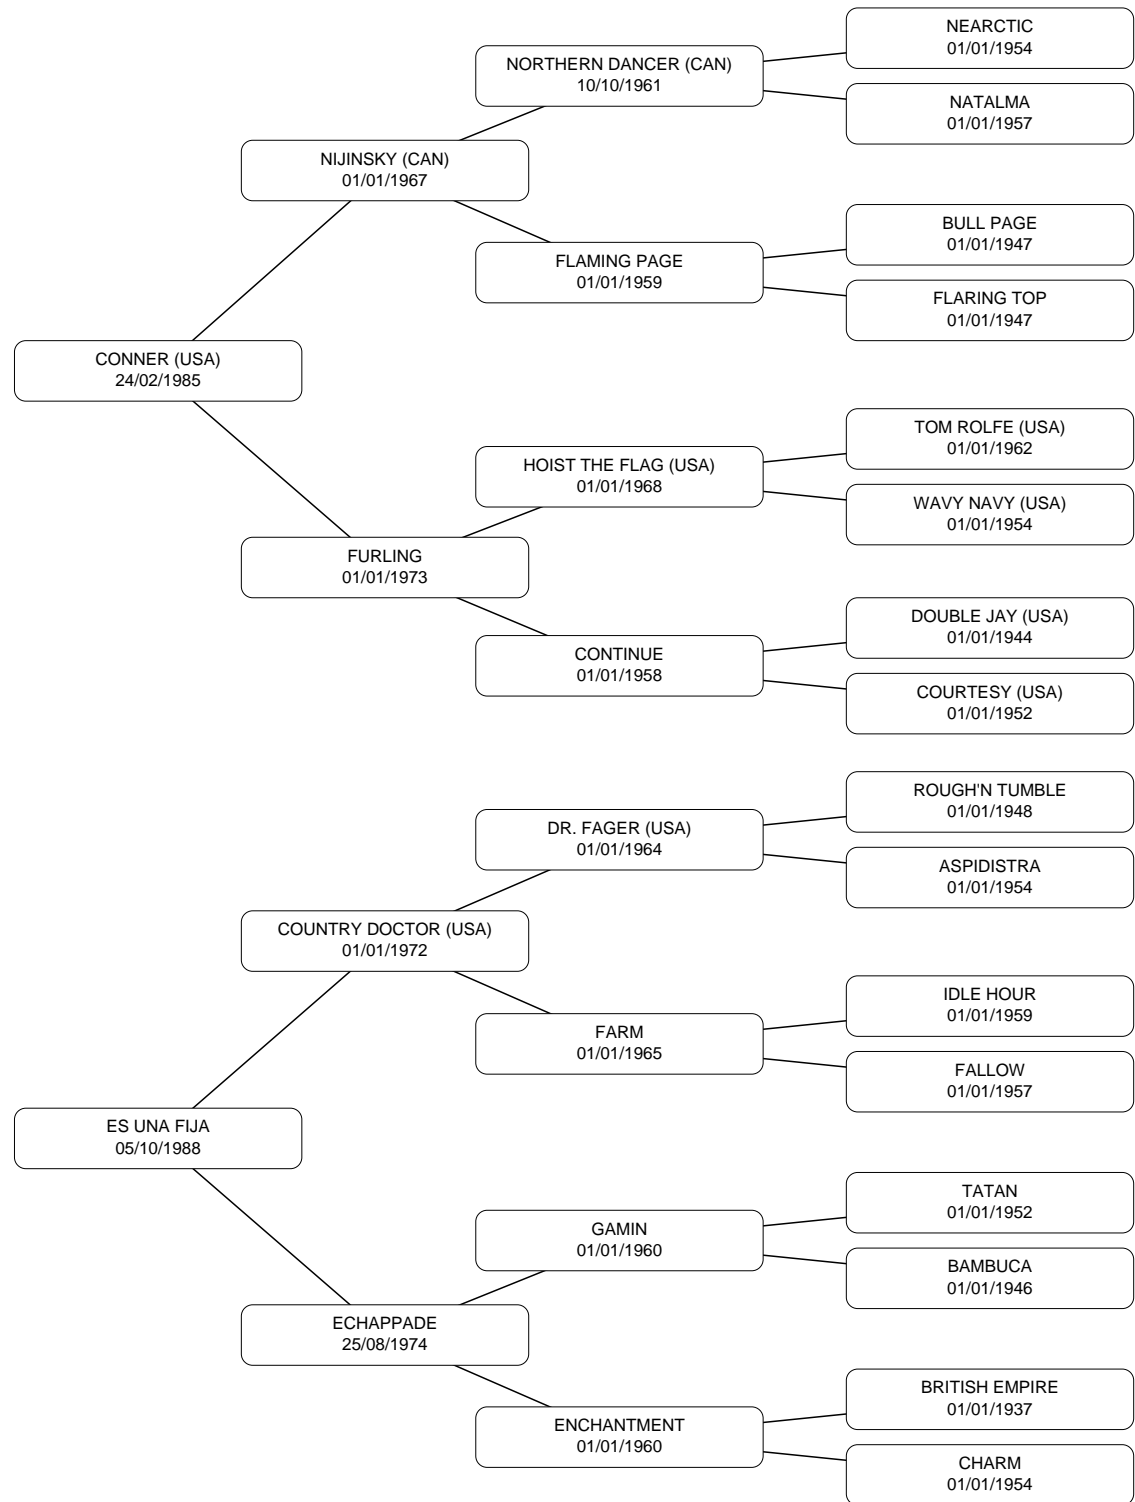 NEARCTIC
01/01/1954
NORTHERN DANCER (CAN)
10/10/1961
NATALMA
01/01/1957
NIJINSKY (CAN)
01/01/1967
BULL PAGE
01/01/1947
FLAMING PAGE
01/01/1959
FLARING TOP
01/01/1947
CONNER (USA)
24/02/1985
TOM ROLFE (USA)
01/01/1962
HOIST THE FLAG (USA)
01/01/1968
WAVY NAVY (USA)
01/01/1954
FURLING
01/01/1973
DOUBLE JAY (USA)
01/01/1944
CONTINUE
01/01/1958
COURTESY (USA)
01/01/1952
ROUGH'N TUMBLE
01/01/1948
DR. FAGER (USA)
01/01/1964
ASPIDISTRA
01/01/1954
COUNTRY DOCTOR (USA)
01/01/1972
IDLE HOUR
01/01/1959
FARM
01/01/1965
FALLOW
01/01/1957
ES UNA FIJA
05/10/1988
TATAN
01/01/1952
GAMIN
01/01/1960
BAMBUCA
01/01/1946
ECHAPPADE
25/08/1974
BRITISH EMPIRE
01/01/1937
ENCHANTMENT
01/01/1960
CHARM
01/01/1954